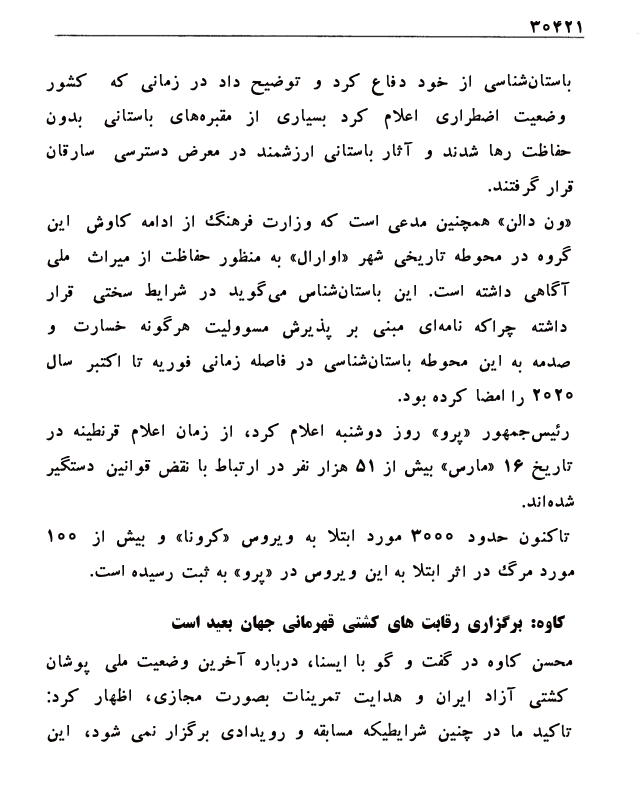 ۳۰۴۲۱
باستان‌شناسی از خود دفاع کرد و توضیح داد در زمانی که کشور
وضعیت اضطراری اعلام کرد بسیاری از مقبره‌های باستانی بدون
حفاظت رها شدند و آثار باستانی ارزشمند در معرض دسترسی سارقان
قرار گرفتند.
«ون دالن» همچنین مدعی است که وزارت فرهنگ از ادامه کاوش این
گروه در محوطه تاریخی شهر «اوارال» به منظور حفاظت از میراث ملی
آگاهی داشته است. این باستان‌شناس می‌گوید در شرایط سختی قرار
داشته چراکه نامه‌ای مبنی بر پذیرش مسوولیت هرگونه خسارت و
صدمه به این محوطه باستان‌شناسی در فاصله زمانی فوریه تا اکتبر سال
۲۰۲۰ را امضا کرده بود.
رئیس‌جمهور «پرو» روز دوشنبه اعلام کرد، از زمان اعلام قرنطینه در
تاریخ ۱۶ «مارس» بیش از ۵۱ هزار نفر در ارتباط با نقض قوانین دستگیر
شده‌اند.
تاکنون حدود ۳۰۰۰ مورد ابتلا به ویروس «کرونا» و بیش از ۱۰۰
مورد مرگ در اثر ابتلا به این ویروس در «پرو» به ثبت رسیده است.
کاوه: برگزاری رقابت های کشتی قهرمانی جهان بعید است
محسن کاوه در گفت و گو با ایسنا، درباره آخرین وضعیت ملی پوشان
کشتی آزاد ایران و هدایت تمرینات بصورت مجازی، اظهار کرد:
تاکید ما در چنین شرایطیکه مسابقه و رویدادی برگزار نمی شود، این